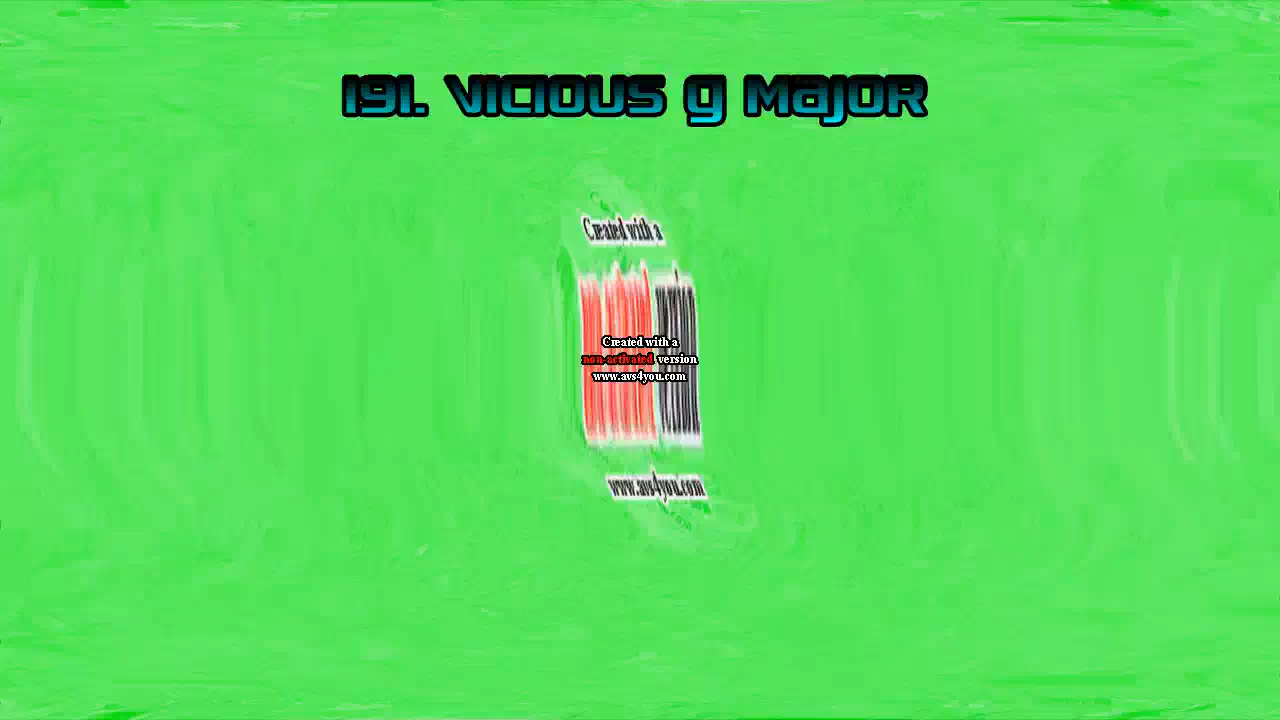 191. Vicious G Major
Created with a
Created with a
non-activated version
www.avs4you.com
www.avs4you.com